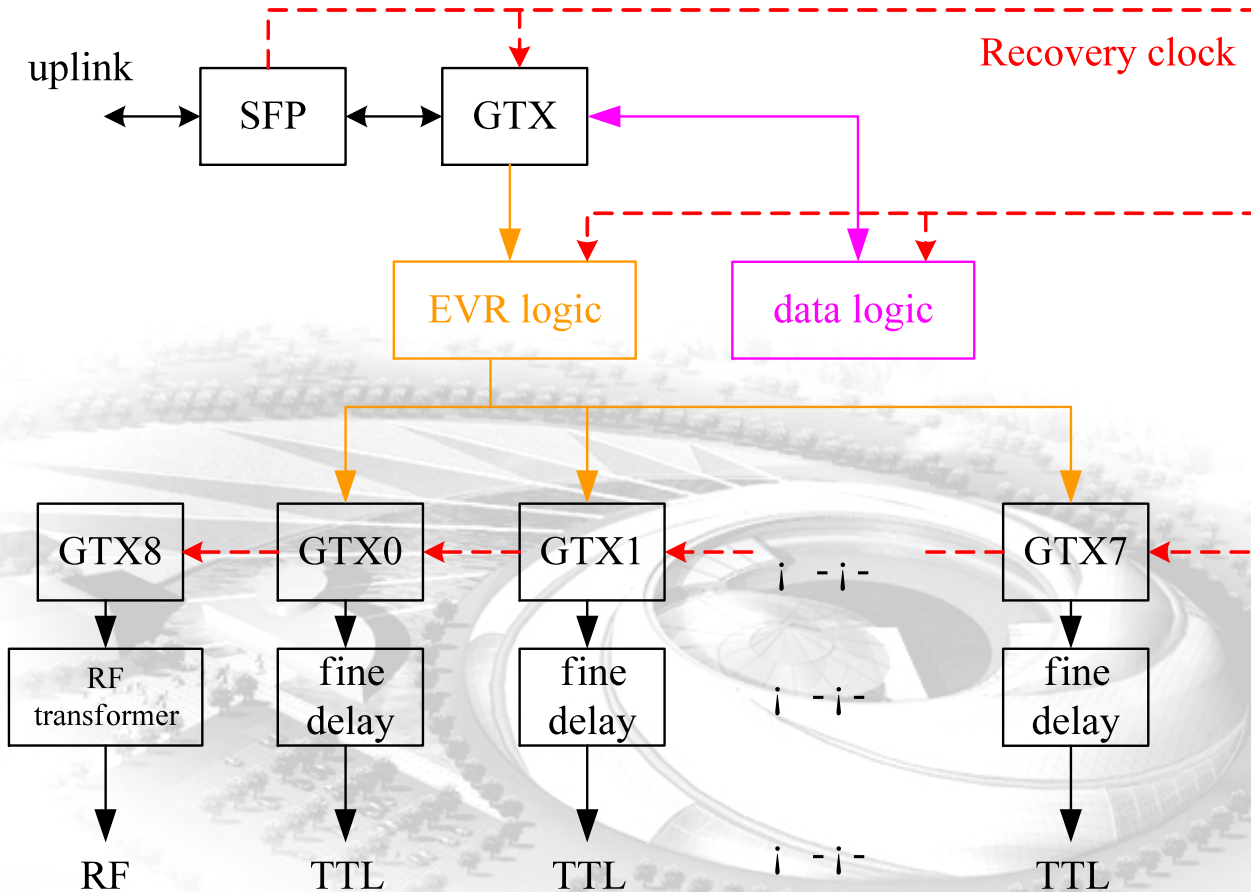 Recovery clock
uplink
SFP
GTX
EVR logic
data logic
GTX8
GTX0
GTX1
¡ -¡-
GTX7
RF
transformer
fine
delay
fine
delay
¡ -¡-
fine
delay
RF
TTL
TTL
¡ -¡-
TTL